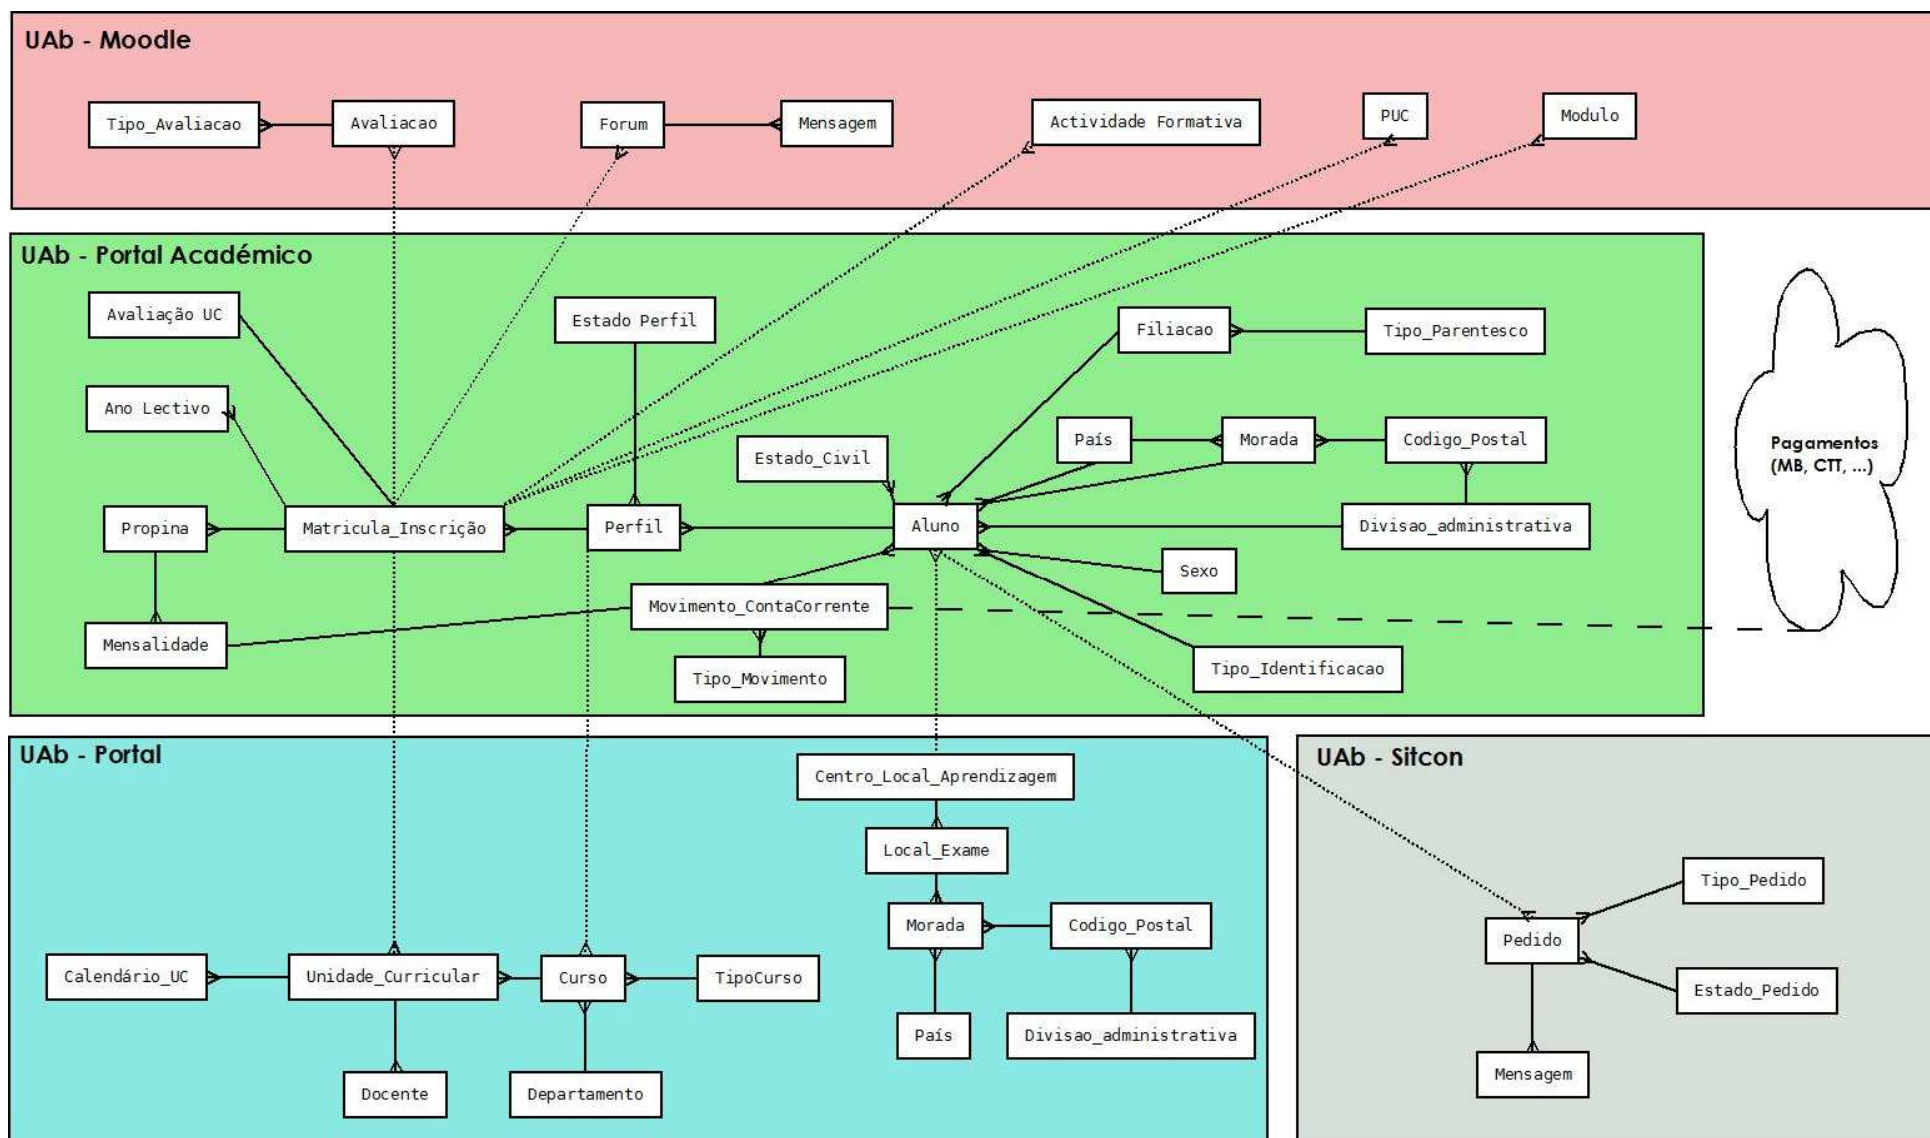 UAb - Moodle
Tipo_Avaliacao
Avaliacao
Forum
Mensagem
Actividade Formativa
PUC
Modulo
UAb - Portal Académico
Avaliação UC
Estado Perfil
Filiacao
Tipo_Parentesco
Ano Lectivo
Estado_Civil
País
Morada
Codigo_Postal
Pagamentos
(MB, CTT, ...)
Propina
Matricula_Inscrição
Perfil
Aluno
Divisao_administrativa
Sexo
Movimento_ContaCorrente
Mensalidade
Tipo_Movimento
Tipo_Identificacao
UAb - Portal
Centro_Local_Aprendizagem
Local_Exame
Morada
Codigo_Postal
Calendário_UC
Unidade_Curricular
Curso
TipoCurso
País
Divisao_administrativa
Docente
Departamento
UAb - Sitcon
Tipo_Pedido
Pedido
Estado_Pedido
Mensagem